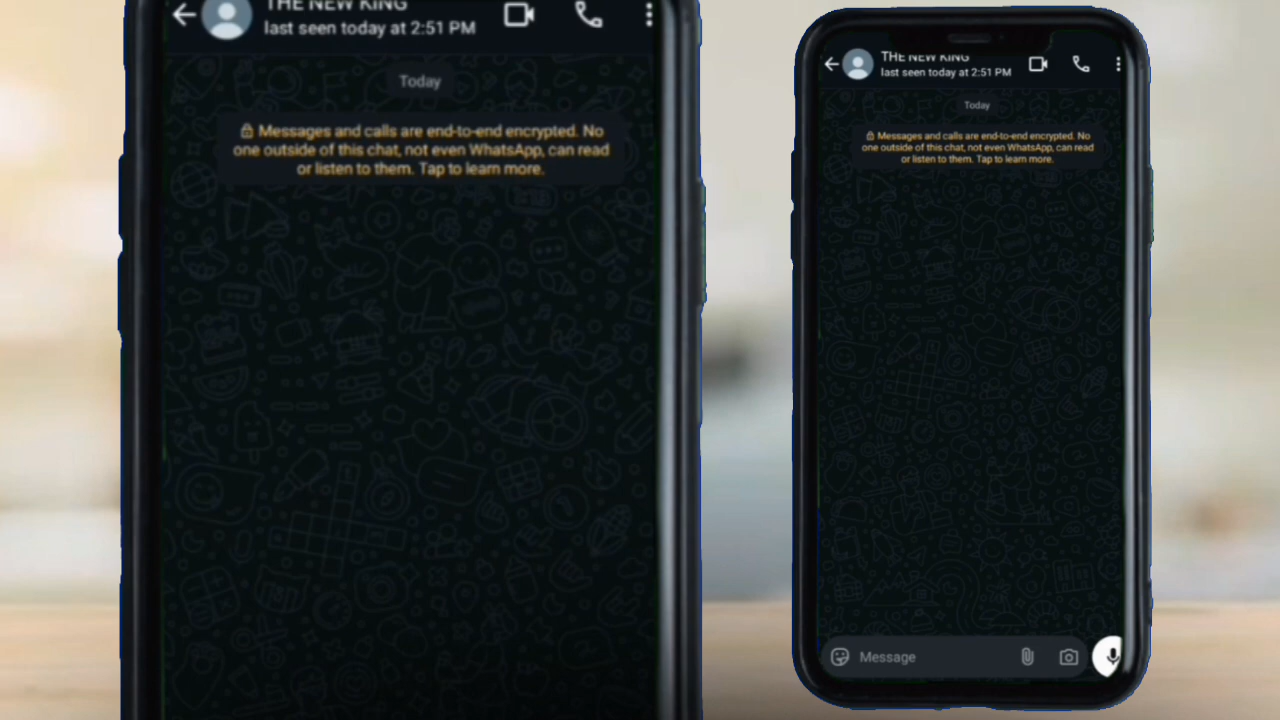 THE NEW KING
last seen today at 2:51 PM
Today
Messages and calls are end-to-end encrypted. No
one outside of this chat, not even WhatsApp, can read
or listen to them. Tap to learn more.
THE NEW KING
last seen today at 2:51 PM
Today
Messages and calls are end-to-end encrypted. No
one outside of this chat, not even WhatsApp, can read
or listen to them. Tap to learn more.
Message